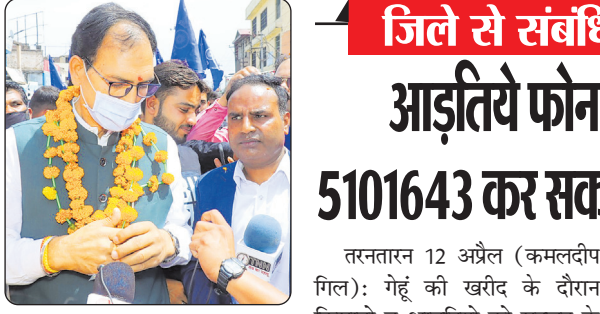 जिले से संबंधि
आड़तिये फोन
5101643 कर सक
तरनतारन 12 अप्रैल (कमलदीप
गिल): गेहूं की खरीद के दौरान